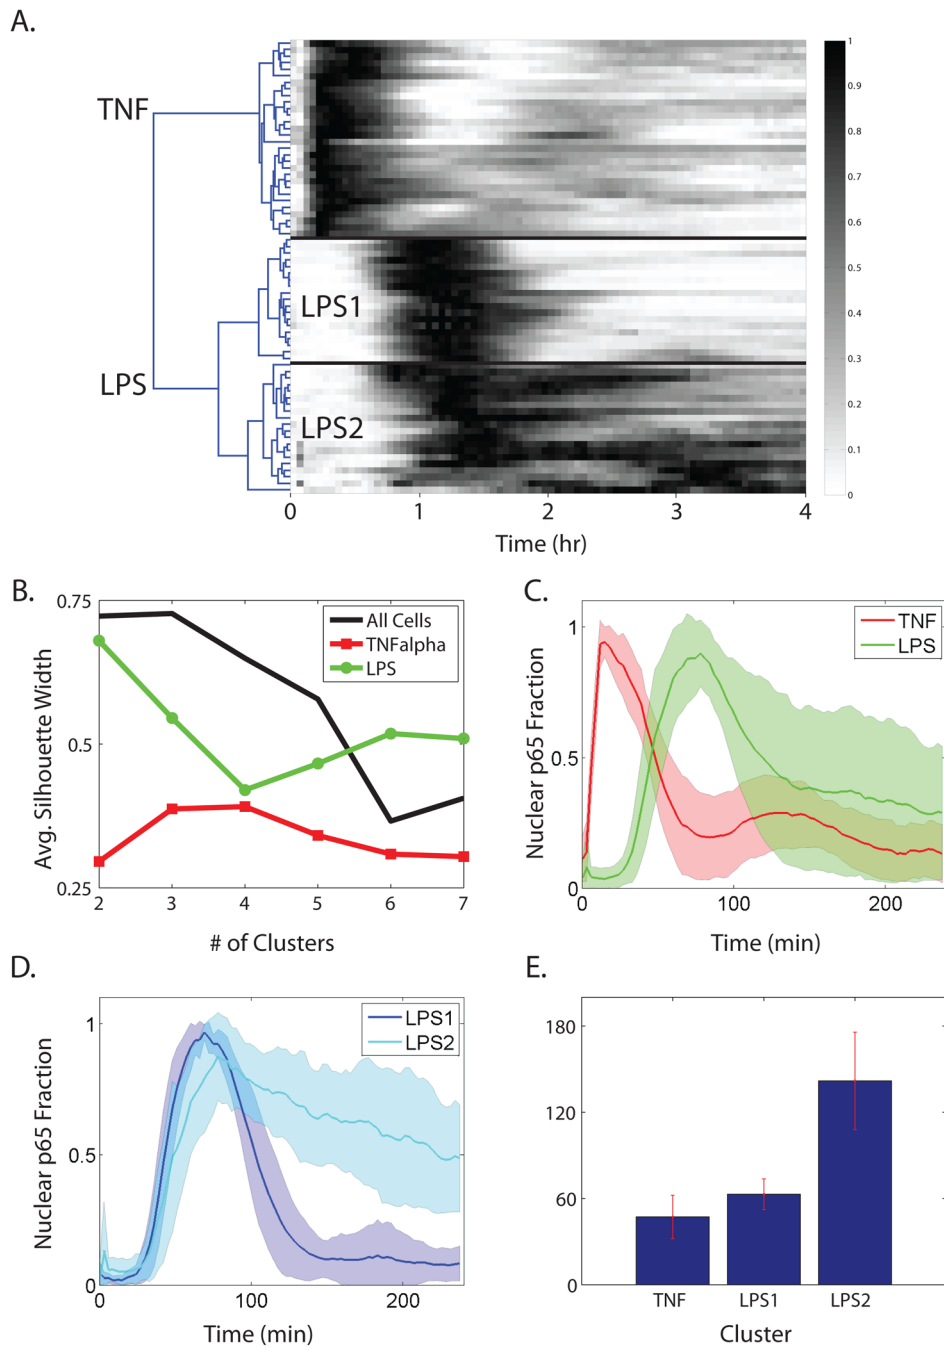 A.
TNF
LPS
LPS1
LPS2
1
0.9
0.8
0.7
0.6
0.5
0.4
0.3
0.2
0.1
0
0 1 2 3 4
Time (hr)
B.
0.75
0.5
0.25
Avg. Silhouette Width
All Cells
TNFalpha
LPS
2 3 4 5 6 7
# of Clusters
C.
1
0.5
0
Nuclear p65 Fraction
TNF
LPS
0 100 200
Time (min)
D.
1
0.5
0
Nuclear p65 Fraction
LPS1
LPS2
0 100 200
Time (min)
E.
180
120
60
0
TNF LPS1 LPS2
Cluster